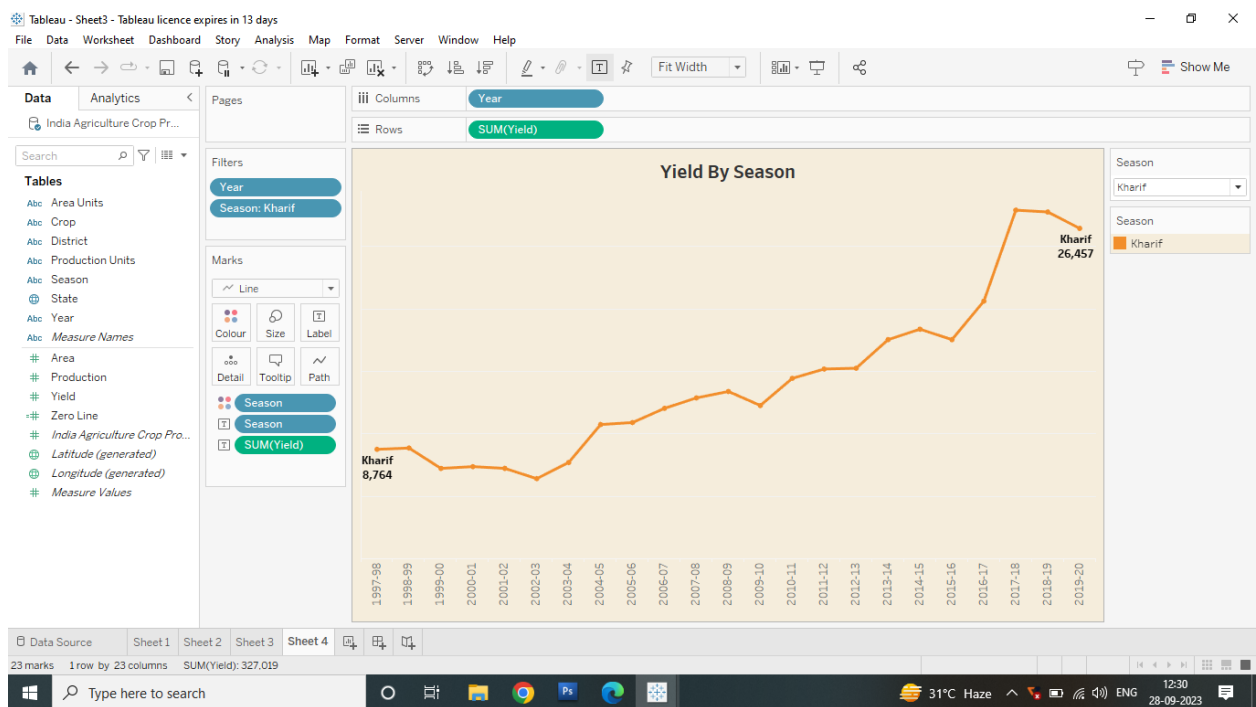 Tableau - Sheet3 - Tableau licence expires in 13 days
File Data Worksheet Dashboard Story Analysis Map Format Server Window Help
Fit Width
Show Me
Data Analytics
India Agriculture Crop Pr...
Search
Tables
Abc Area Units
Abc Crop
Abc District
Abc Production Units
Abc Season
State
Abc Year
Abc Measure Names
# Area
# Production
# Yield
=# Zero Line
# India Agriculture Crop Pro...
Latitude (generated)
Longitude (generated)
# Measure Values
Pages
Filters
Year
Season: Kharif
Marks
Line
Colour Size Label
Detail Tooltip Path
Season
Season
SUM(Yield)
iii Columns Year
Rows SUM(Yield)
Yield By Season
Kharif
26,457
Kharif
8,764
1997-98
1998-99
1999-00
2000-01
2001-02
2002-03
2003-04
2004-05
2005-06
2006-07
2007-08
2008-09
2009-10
2010-11
2011-12
2012-13
2013-14
2014-15
2015-16
2016-17
2017-18
2018-19
2019-20
Season
Kharif
Season
Kharif
Data Source Sheet 1 Sheet 2 Sheet 3 Sheet 4
23 marks 1 row by 23 columns SUM(Yield): 327,019
Type here to search
Ps
31°C Haze
ENG
12:30
28-09-2023